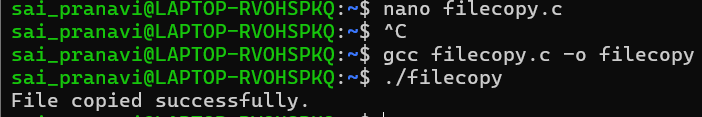 sai_pranavi@LAPTOP-RVOHSPKQ:~$ nano filecopy.c
sai_pranavi@LAPTOP-RVOHSPKQ:~$ ^C
sai_pranavi@LAPTOP-RVOHSPKQ:~$ gcc filecopy.c -o filecopy
sai_pranavi@LAPTOP-RVOHSPKQ:~$ ./filecopy
File copied successfully.